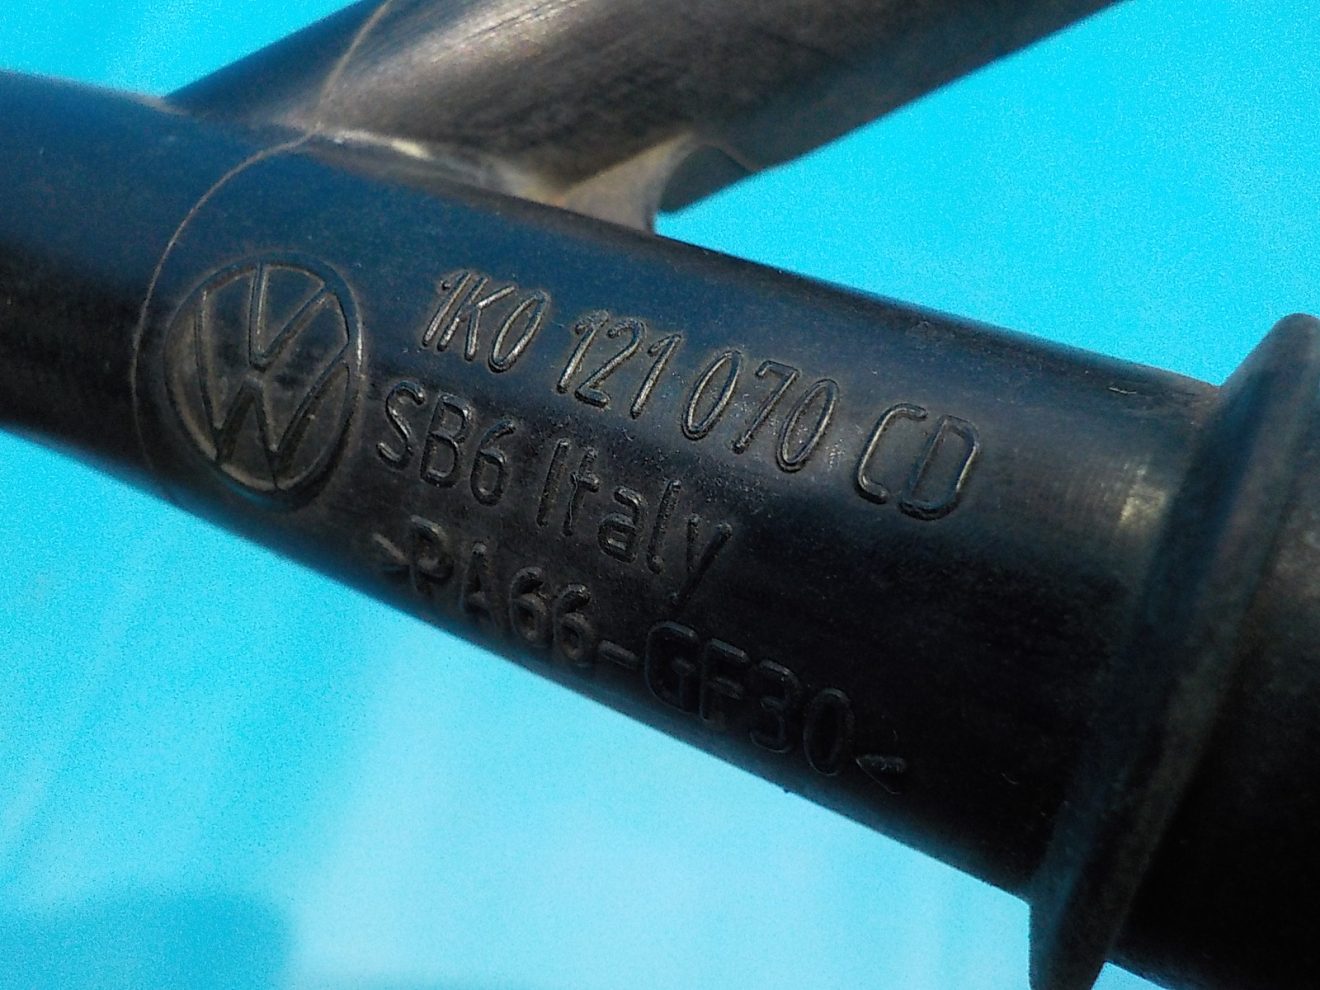 1K0 121 070 CD
SB6 Italy
>PA66-GF30<